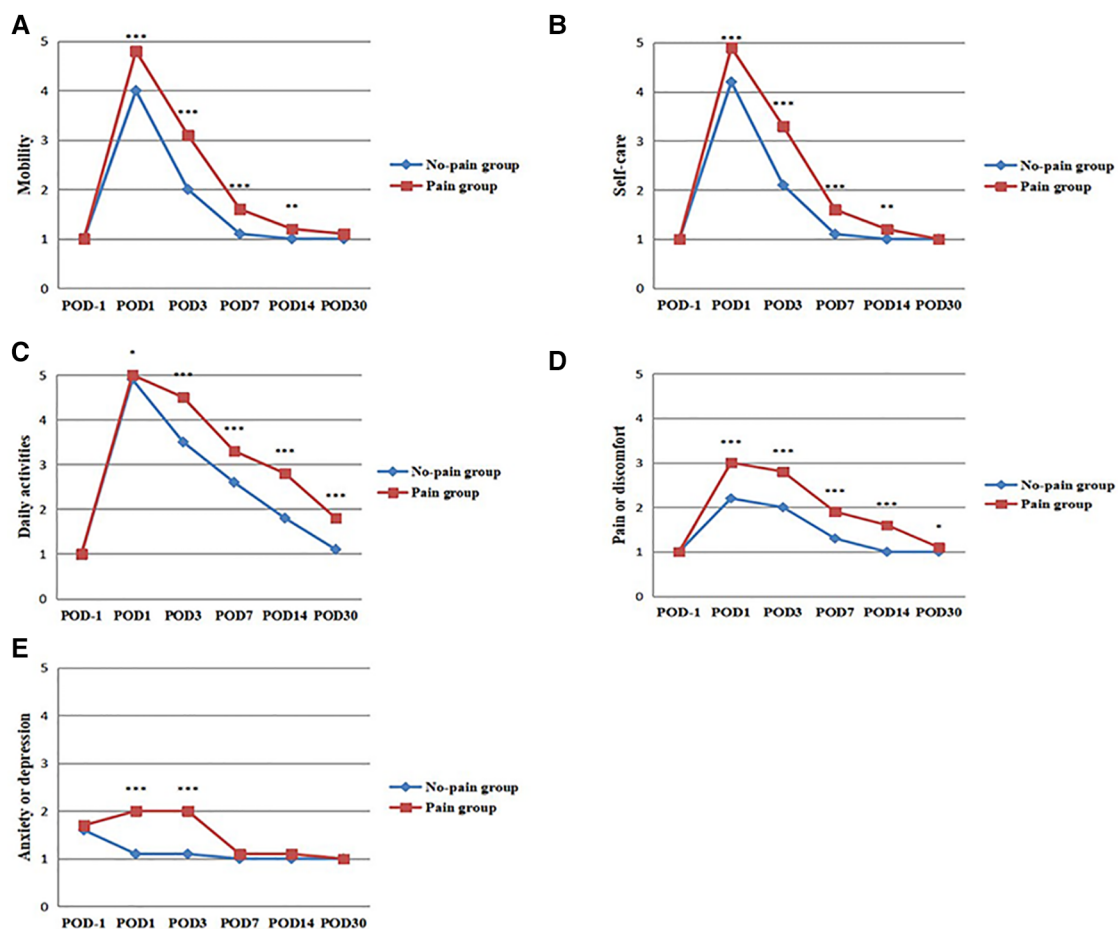 A
***
***
***
**
5
4
3
2
1
0
Mobility
POD-1 POD1 POD3 POD7 POD14 POD30
No-pain group
Pain group
B
***
***
***
**
5
4
3
2
1
0
Self-care
POD-1 POD1 POD3 POD7 POD14 POD30
No-pain group
Pain group
C
*
***
***
***
***
5
4
3
2
1
0
Daily activities
POD-1 POD1 POD3 POD7 POD14 POD30
No-pain group
Pain group
D
***
***
***
***
*
5
4
3
2
1
0
Pain or discomfort
POD-1 POD1 POD3 POD7 POD14 POD30
No-pain group
Pain group
E
***
***
5
4
3
2
1
0
Anxiety or depression
POD-1 POD1 POD3 POD7 POD14 POD30
No-pain group
Pain group